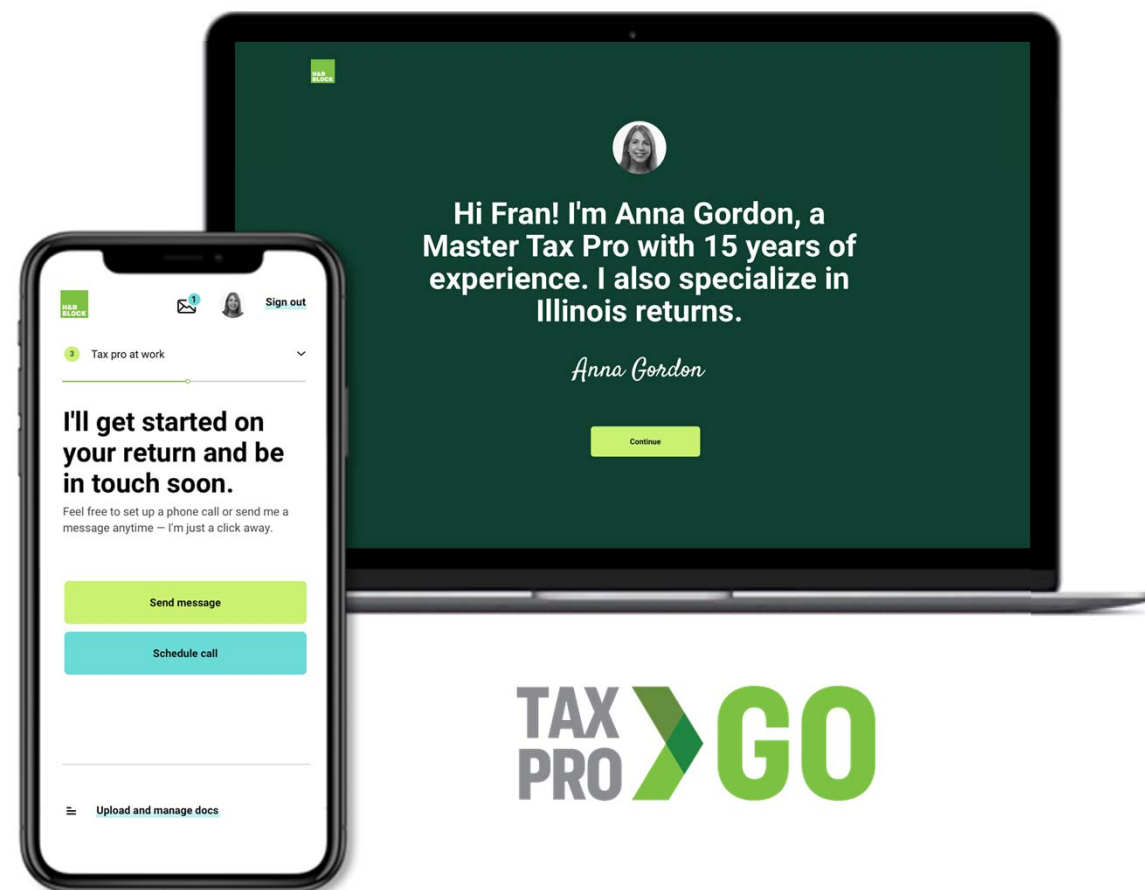 H&R
BLOCK
Hi Fran! I'm Anna Gordon, a
Master Tax Pro with 15 years of
experience. I also specialize in
Illinois returns.
Anna Gordon
Continue
H&R
BLOCK
1
Sign out
3 Tax pro at work
I'll get started on
your return and be
in touch soon.
Feel free to set up a phone call or send me a
message anytime — I'm just a click away.
Send message
Schedule call
Upload and manage docs
TAX
PRO
GO